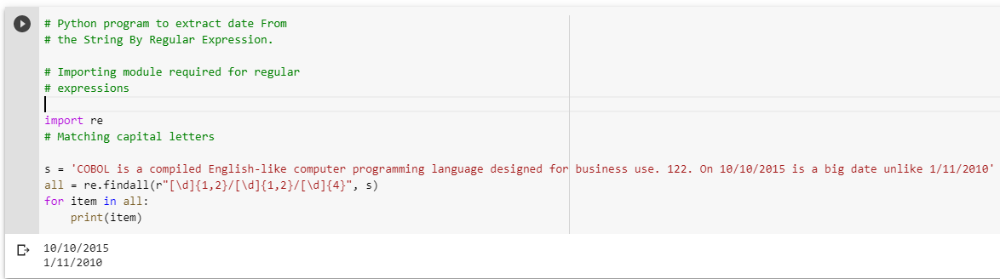 # Python program to extract date From
# the String By Regular Expression.
# Importing module required for regular
# expressions
import re
# Matching capital letters
s = 'COBOL is a compiled English-like computer programming language designed for business use. 122. On 10/10/2015 is a big date unlike 1/11/2010'
all = re.findall(r"[\d]{1,2}/[\d]{1,2}/[\d]{4}", s)
for item in all:
    print(item)
10/10/2015
1/11/2010